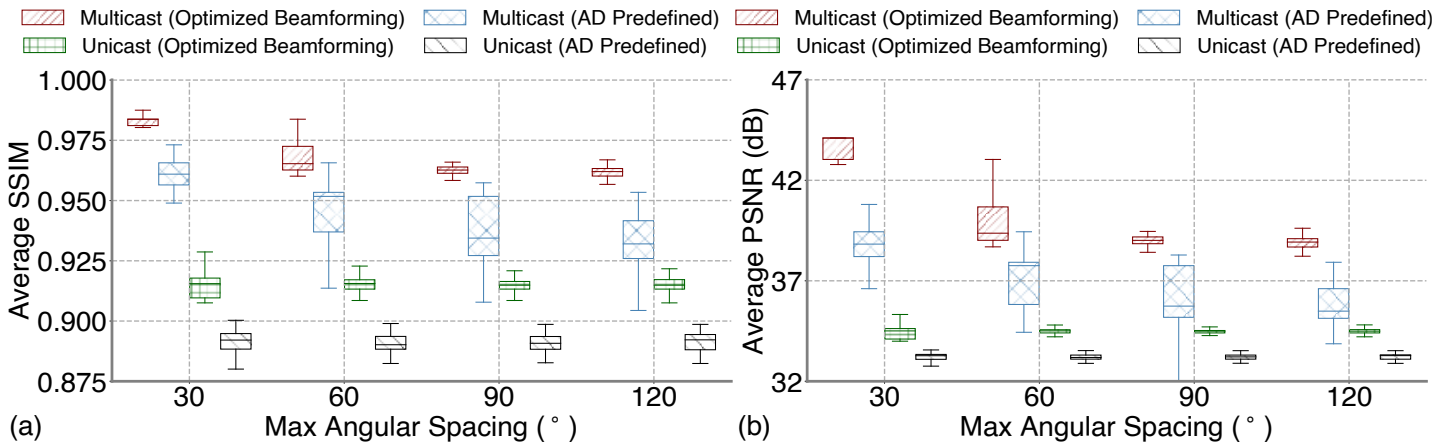 Multicast (Optimized Beamforming)
Multicast (AD Predefined)
Unicast (Optimized Beamforming)
Unicast (AD Predefined)
1.000
0.975
0.950
0.925
0.900
0.875
Average SSIM
30
60
90
120
Max Angular Spacing ( ° )
(a)
Multicast (Optimized Beamforming)
Multicast (AD Predefined)
Unicast (Optimized Beamforming)
Unicast (AD Predefined)
47
42
37
32
Average PSNR (dB)
30
60
90
120
Max Angular Spacing ( ° )
(b)